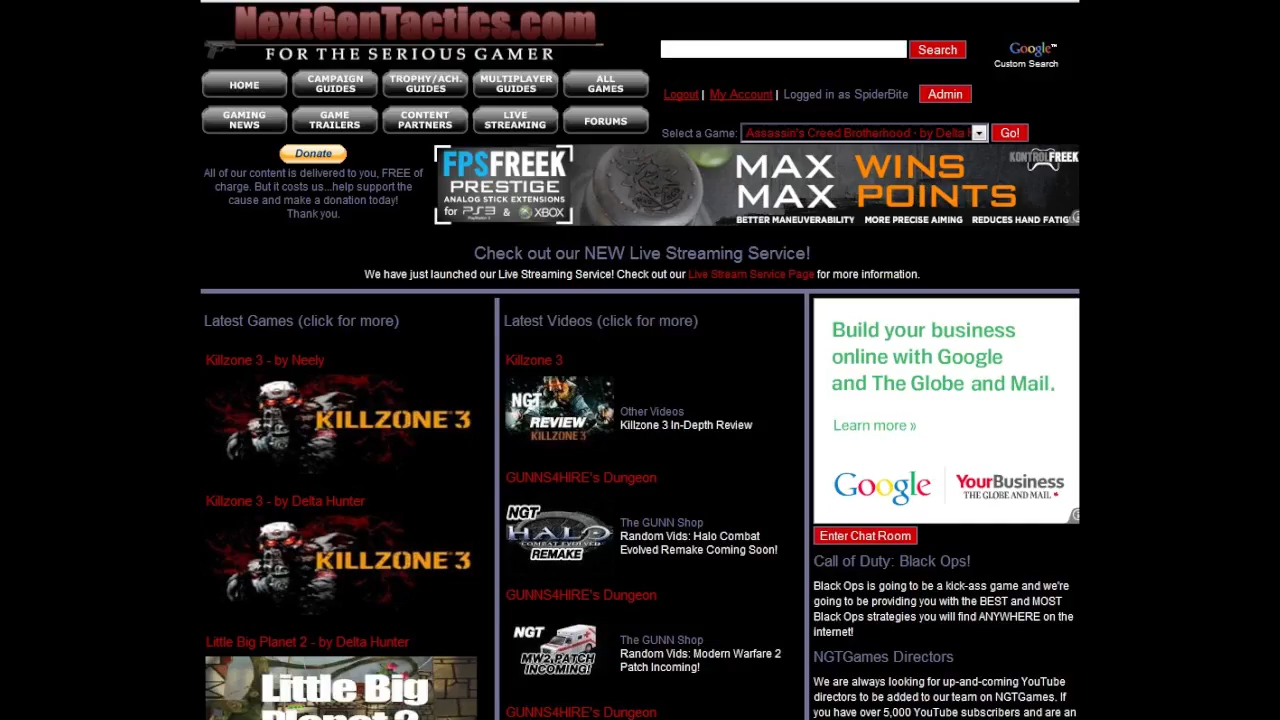 NextGenTactics.com
FOR THE SERIOUS GAMER
Search
Google™
Custom Search
HOME
CAMPAIGN
GUIDES
TROPHY/ACH.
GUIDES
MULTIPLAYER
GUIDES
ALL
GAMES
Logout | My Account | Logged in as SpiderBite
Admin
GAMING
NEWS
GAME
TRAILERS
CONTENT
PARTNERS
LIVE
STREAMING
FORUMS
Select a Game:
Assassin's Creed Brotherhood - by Delta H
Go!
Donate
All of our content is delivered to you, FREE of
charge. But it costs us...help support the
cause and make a donation today!
Thank you.
FPSFREEK
PRESTIGE
ANALOG STICK EXTENSIONS
for PS3 & XBOX
MAX WINS
MAX POINTS
BETTER MANEUVERABILITY MORE PRECISE AIMING REDUCES HAND FATIG
KONTROLFREEK
Check out our NEW Live Streaming Service!
We have just launched our Live Streaming Service! Check out our Live Stream Service Page for more information.
Latest Games (click for more)
Killzone 3 - by Neely
KILLZONE 3
Killzone 3 - by Delta Hunter
KILLZONE 3
Little Big Planet 2 - by Delta Hunter
Little Big
Planet 2
Latest Videos (click for more)
Killzone 3
NGT
REVIEW
KILLZONE 3
Other Videos
Killzone 3 In-Depth Review
GUNNS4HIRE's Dungeon
NGT
HALO
COMBAT EVOLVED
REMAKE
The GUNN Shop
Random Vids: Halo Combat
Evolved Remake Coming Soon!
GUNNS4HIRE's Dungeon
NGT
MW2 PATCH
INCOMING!
The GUNN Shop
Random Vids: Modern Warfare 2
Patch Incoming!
GUNNS4HIRE's Dungeon
Build your business
online with Google
and The Globe and Mail.
Learn more »
Google
YourBusiness
THE GLOBE AND MAIL
Enter Chat Room
Call of Duty: Black Ops!
Black Ops is going to be a kick-ass game and we're
going to be providing you with the BEST and MOST
Black Ops strategies you will find ANYWHERE on the
internet!
NGTGames Directors
We are always looking for up-and-coming YouTube
directors to be added to our team on NGTGames. If
you have over 5,000 YouTube subscribers and are an